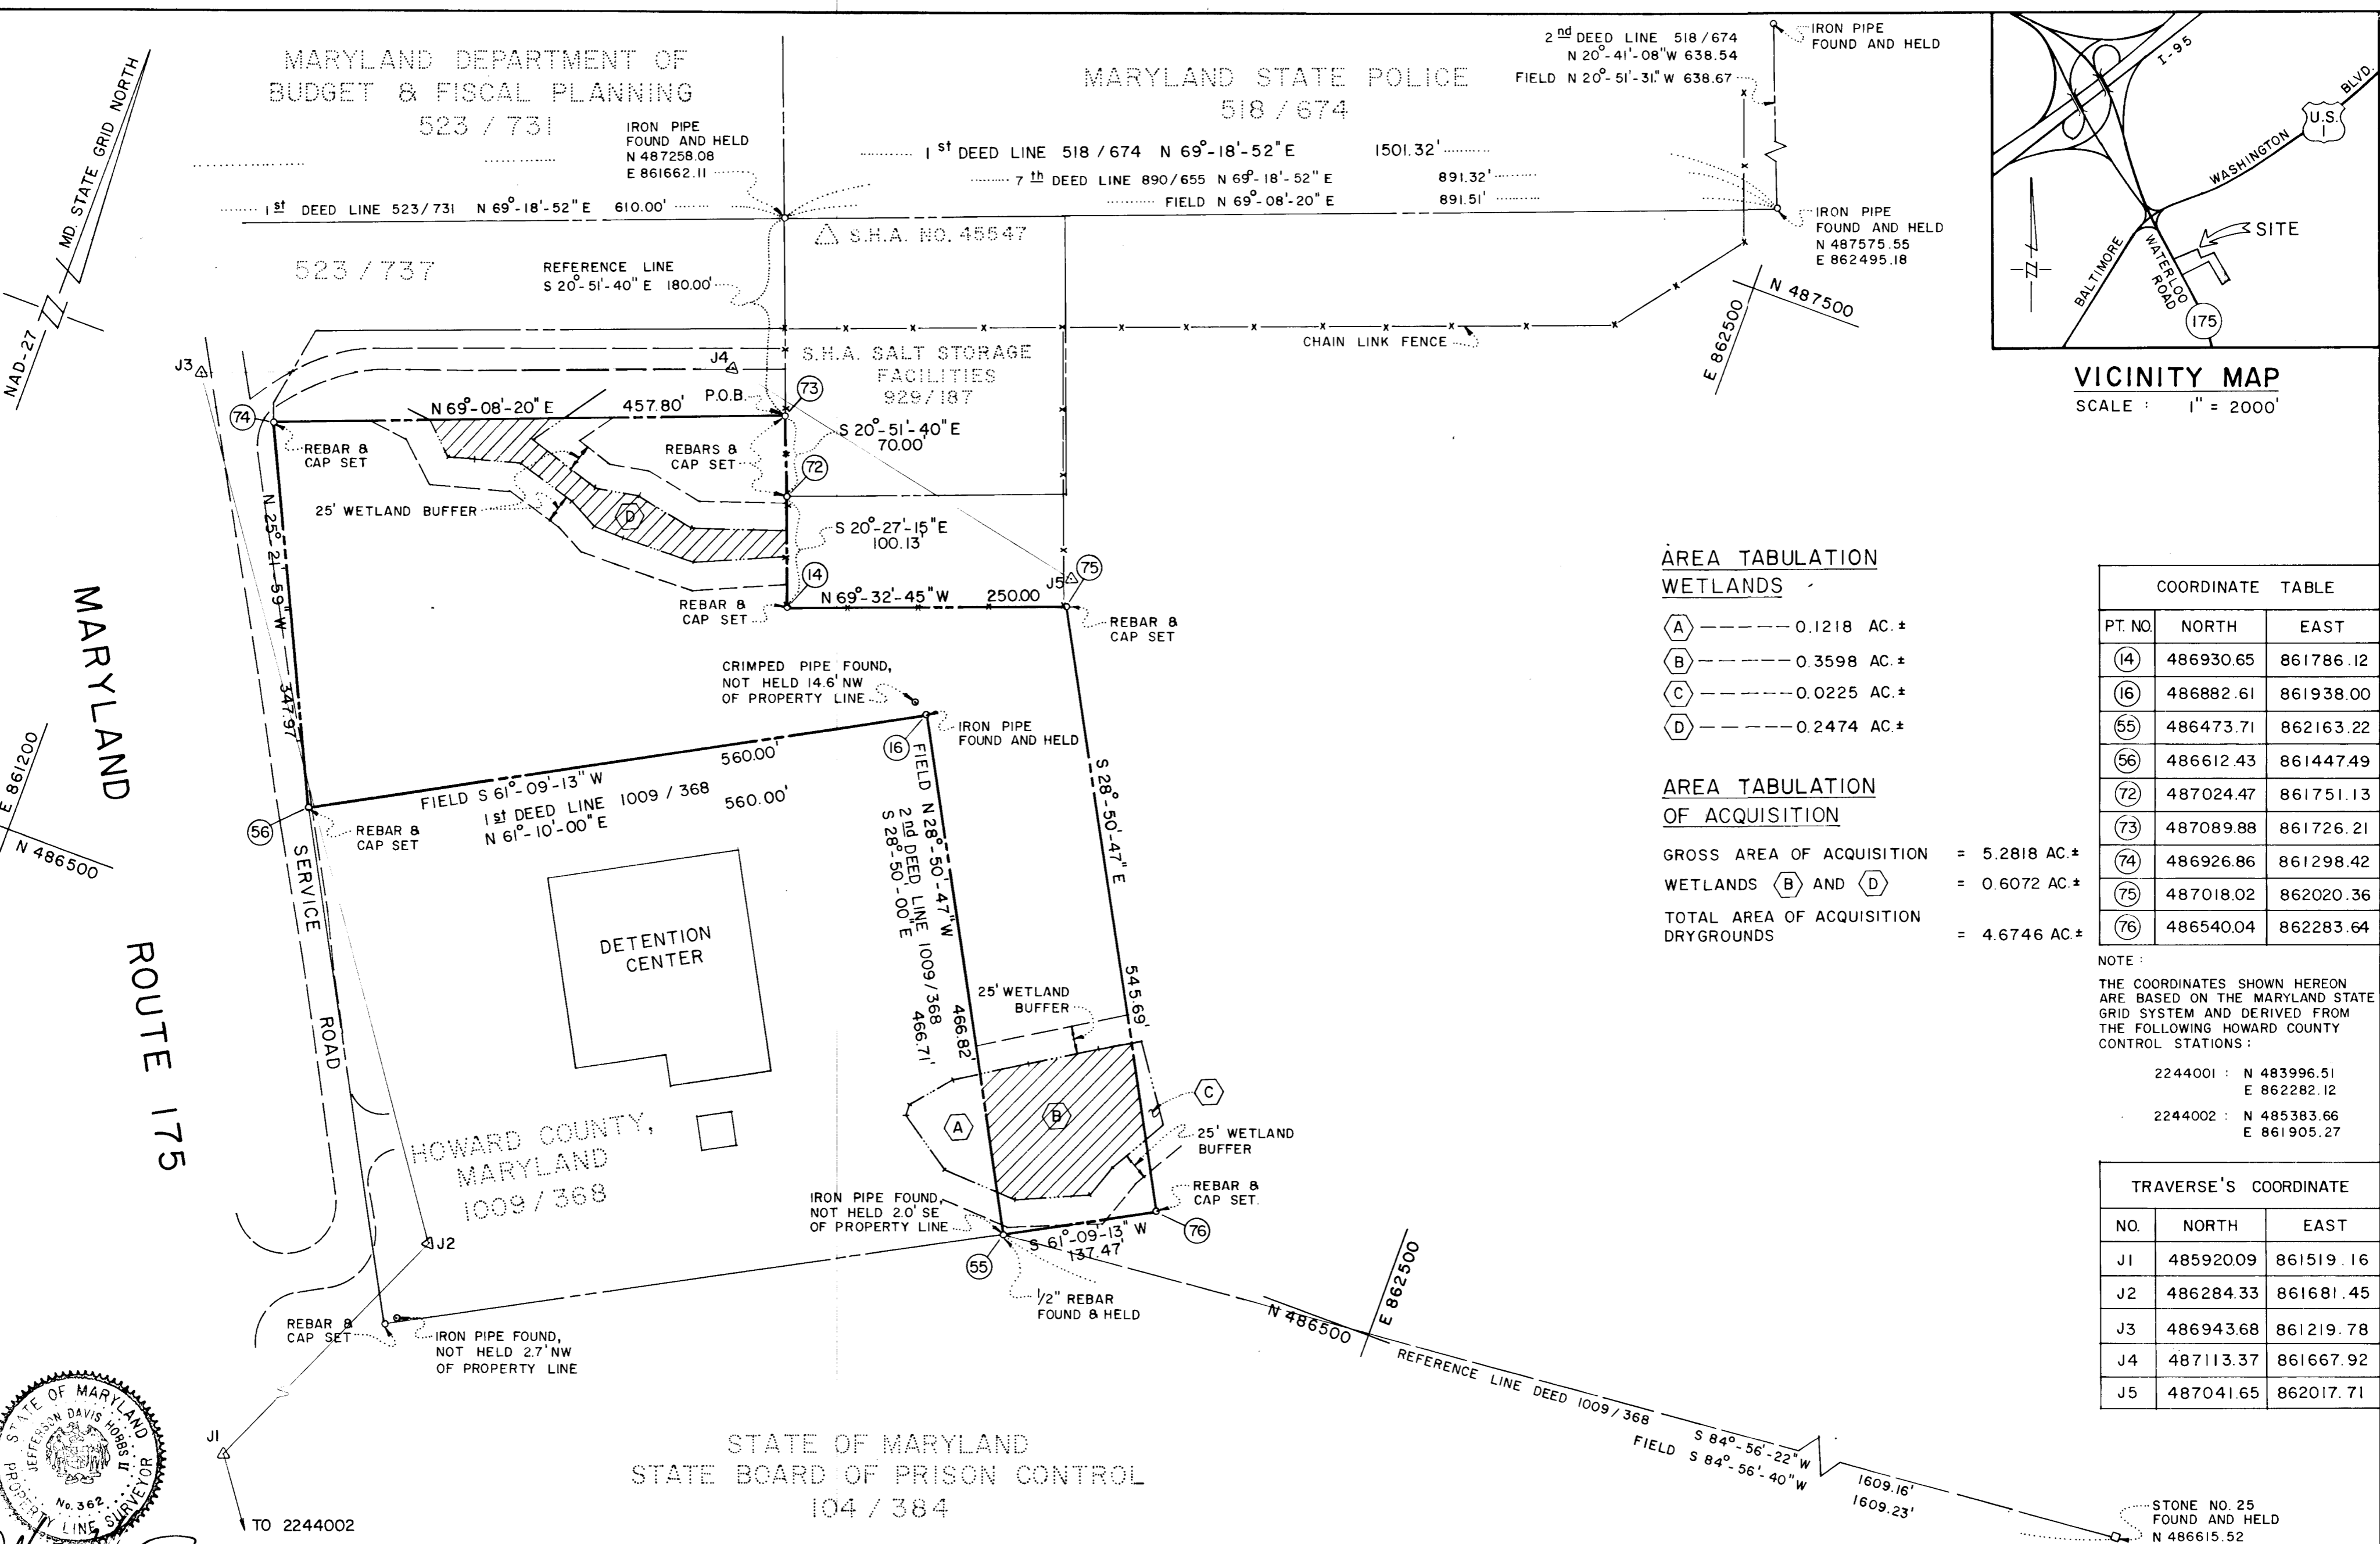 MARYLAND DEPARTMENT OF
BUDGET & FISCAL PLANNING
523 / 731
MARYLAND STATE POLICE
518 / 674
2 nd DEED LINE 518 / 674
N 20°-41'-08" W 638.54
FIELD N 20°-51'-31." W 638.67
IRON PIPE
FOUND AND HELD
MD. STATE GRID NORTH
NAD-27
IRON PIPE
FOUND AND HELD
N 487258.08
E 861662.11
1 st DEED LINE 518 / 674 N 69°-18'-52" E 1501.32'
7 th DEED LINE 890/655 N 69°-18'-52" E 891.32'
FIELD N 69°-08'-20" E 891.51'
1 st DEED LINE 523/731 N 69°-18'-52" E 610.00'
IRON PIPE
FOUND AND HELD
N 487575.55
E 862495.18
I-95
U.S.
1
WASHINGTON BLVD.
SITE
BALTIMORE
WATERLOO
ROAD
175
VICINITY MAP
SCALE : 1" = 2000'
S.H.A. NO. 45547
523 / 737
REFERENCE LINE
S 20°-51'-40" E 180.00'
N 487500
E 862500
CHAIN LINK FENCE
S.H.A. SALT STORAGE
FACILITIES
929/187
J3
J4
P.O.B.
73
74
N 69°-08'-20" E 457.80'
REBAR &
CAP SET
REBARS &
CAP SET
S 20°-51'-40" E
70.00'
72
25' WETLAND BUFFER
D
S 20°-27'-15" E
100.13'
14
J5
75
N 69°-32'-45" W 250.00
REBAR &
CAP SET
REBAR &
CAP SET
N 25°-21'-59" W 347.97'
CRIMPED PIPE FOUND,
NOT HELD 14.6' NW
OF PROPERTY LINE
IRON PIPE
FOUND AND HELD
16
MARYLAND ROUTE 175
E 861200
N 486500
56
REBAR &
CAP SET
FIELD S 61°-09'-13" W 560.00'
1 st DEED LINE 1009 / 368 560.00'
N 61°-10'-00" E
FIELD N 28°-50'-47" W 466.82'
2 nd DEED LINE 1009 / 368 466.71'
S 28°-50'-00" E
S 28°-50'-47" E 545.69'
SERVICE ROAD
DETENTION
CENTER
25' WETLAND
BUFFER
A
B
C
25' WETLAND
BUFFER
HOWARD COUNTY,
MARYLAND
1009 / 368
IRON PIPE FOUND,
NOT HELD 2.0' SE
OF PROPERTY LINE
REBAR &
CAP SET.
76
S 61°-09'-13" W
137.47'
55
1/2" REBAR
FOUND & HELD
J2
REBAR &
CAP SET
IRON PIPE FOUND,
NOT HELD 2.7' NW
OF PROPERTY LINE
N 486500
E 862500
REFERENCE LINE DEED 1009 / 368
S 84°-56'-22" W 1609.16'
FIELD S 84°-56'-40" W 1609.23'
STONE NO. 25
FOUND AND HELD
N 486615.52
J1
TO 2244002
STATE OF MARYLAND
JEFFERSON DAVIS HOBBS II
No. 362
PROPERTY LINE SURVEYOR
STATE OF MARYLAND
STATE BOARD OF PRISON CONTROL
104 / 384
AREA TABULATION
WETLANDS
A ----- 0.1218 AC.±
B ----- 0.3598 AC.±
C ----- 0.0225 AC.±
D ----- 0.2474 AC.±
AREA TABULATION
OF ACQUISITION
GROSS AREA OF ACQUISITION = 5.2818 AC.±
WETLANDS B AND D = 0.6072 AC.±
TOTAL AREA OF ACQUISITION
DRYGROUNDS = 4.6746 AC.±
COORDINATE TABLE
PT. NO. NORTH EAST
14 486930.65 861786.12
16 486882.61 861938.00
55 486473.71 862163.22
56 486612.43 861447.49
72 487024.47 861751.13
73 487089.88 861726.21
74 486926.86 861298.42
75 487018.02 862020.36
76 486540.04 862283.64
NOTE :
THE COORDINATES SHOWN HEREON
ARE BASED ON THE MARYLAND STATE
GRID SYSTEM AND DERIVED FROM
THE FOLLOWING HOWARD COUNTY
CONTROL STATIONS :
2244001 : N 483996.51
E 862282.12
2244002 : N 485383.66
E 861905.27
TRAVERSE'S COORDINATE
NO. NORTH EAST
J1 485920.09 861519.16
J2 486284.33 861681.45
J3 486943.68 861219.78
J4 487113.37 861667.92
J5 487041.65 862017.71